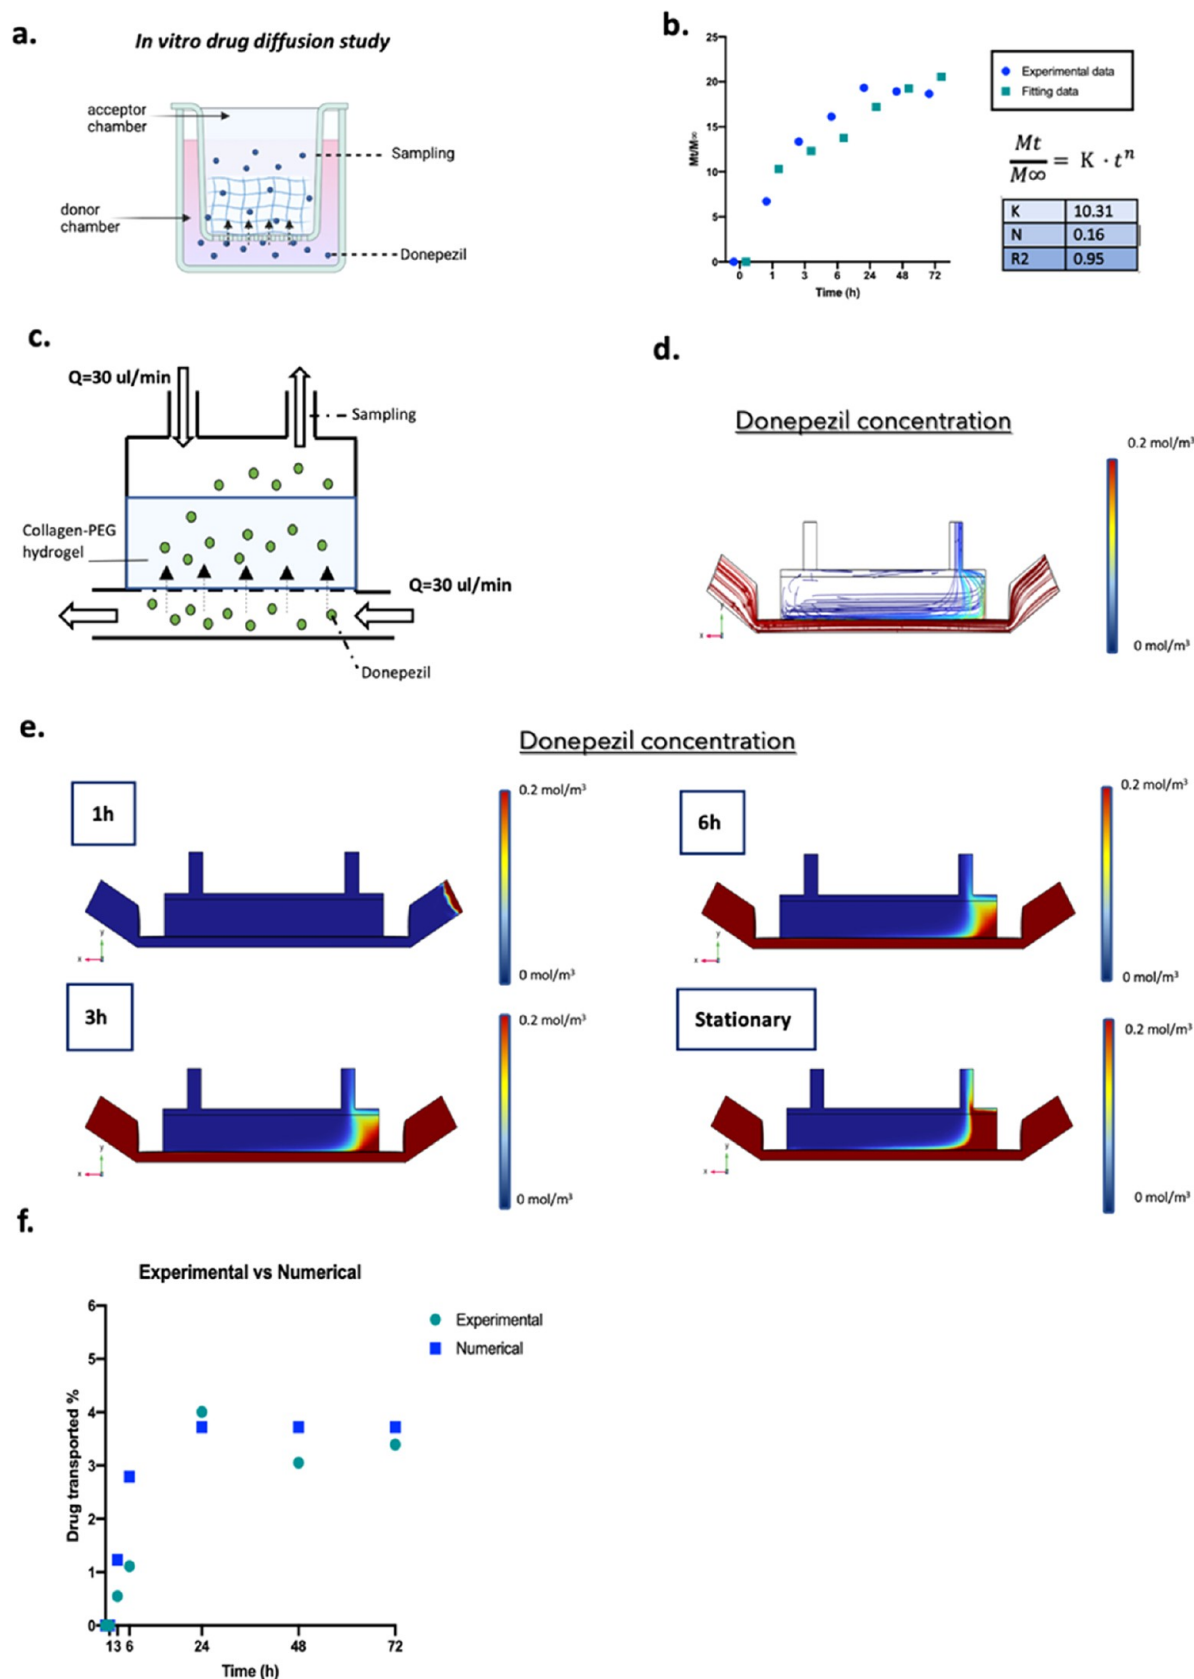 a.
In vitro drug diffusion study
acceptor
chamber
Sampling
donor
chamber
Donepezil
b.
25
20
15
10
5
0
Mt/M∞
0 1 3 6 24 48 72
Time (h)
Experimental data
Fitting data
Mt/M∞ = K · tⁿ
K 10.31
N 0.16
R2 0.95
c.
Q=30 ul/min
Sampling
Collagen-PEG
hydrogel
Q=30 ul/min
Donepezil
d.
Donepezil concentration
0.2 mol/m³
y
x
0 mol/m³
e.
Donepezil concentration
1h
0.2 mol/m³
y
x
0 mol/m³
6h
0.2 mol/m³
y
x
0 mol/m³
3h
0.2 mol/m³
y
x
0 mol/m³
Stationary
0.2 mol/m³
y
x
0 mol/m³
f.
Experimental vs Numerical
6
5
4
3
2
1
0
Drug transported %
1 3 6 24 48 72
Time (h)
Experimental
Numerical